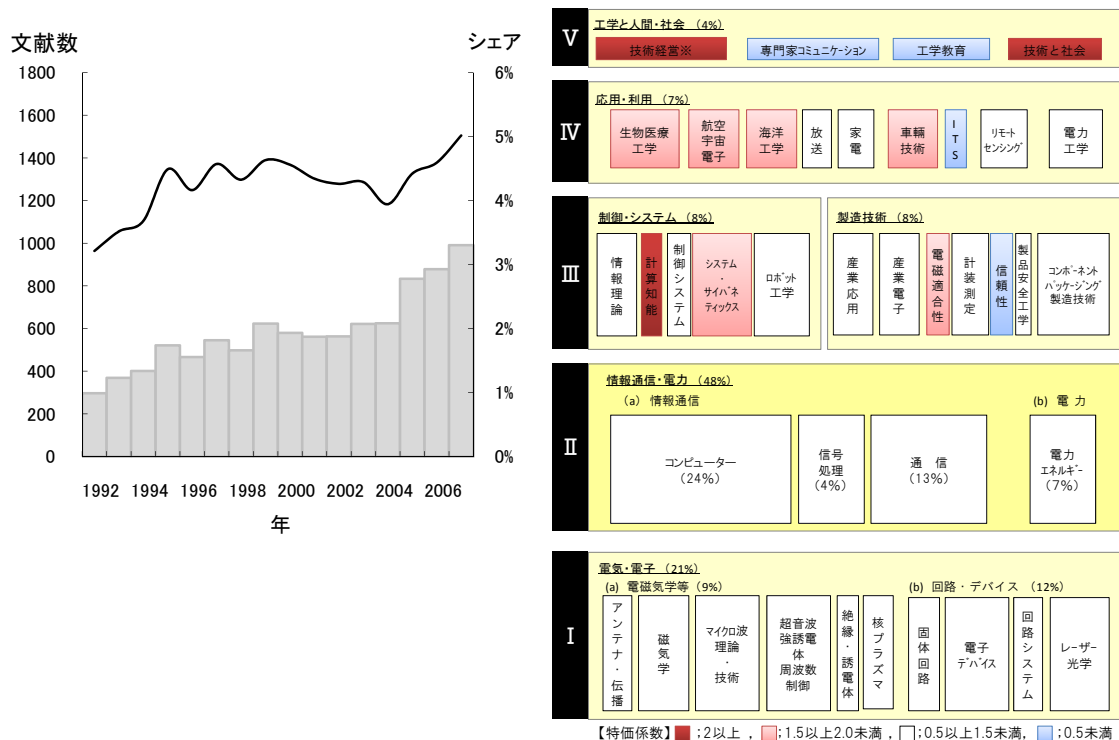 文献数
シェア
1800
1600
1400
1200
1000
800
600
400
200
0
6%
5%
4%
3%
2%
1%
0%
1992 1994 1996 1998 2000 2002 2004 2006
年
Ⅴ
工学と人間・社会 (4%)
技術経営※
専門家コミュニケーション
工学教育
技術と社会
Ⅳ
応用・利用 (7%)
生物医療
工学
航空
宇宙
電子
海洋
工学
放送
家電
車輌
技術
ITS
リモート
センシング
電力
工学
Ⅲ
制御・システム (8%)
情報理論
計算知能
制御システム
システム
・
サイバネ
ティックス
ロボット
工学
製造技術 (8%)
産業応用
産業電子
電磁適合性
計装測定
信頼性
製品安全工学
コンポーネント
パッケージング
製造技術
Ⅱ
情報通信・電力 (48%)
(a) 情報通信
コンピューター
(24%)
信号
処理
(4%)
通 信
(13%)
(b) 電 力
電力
エネルギー
(7%)
Ⅰ
電気・電子 (21%)
(a) 電磁気学等 (9%)
アンテナ・伝播
磁気学
マイクロ波
理論
・
技術
超音波
強誘電
体
周波数
制御
絶縁・誘電体
核プラズマ
(b) 回路・デバイス (12%)
固体回路
電子
デバイス
回路システム
レーザー
光学
【特価係数】 ;2以上 , ;1.5以上2.0未満 , ;0.5以上1.5未満, ;0.5未満